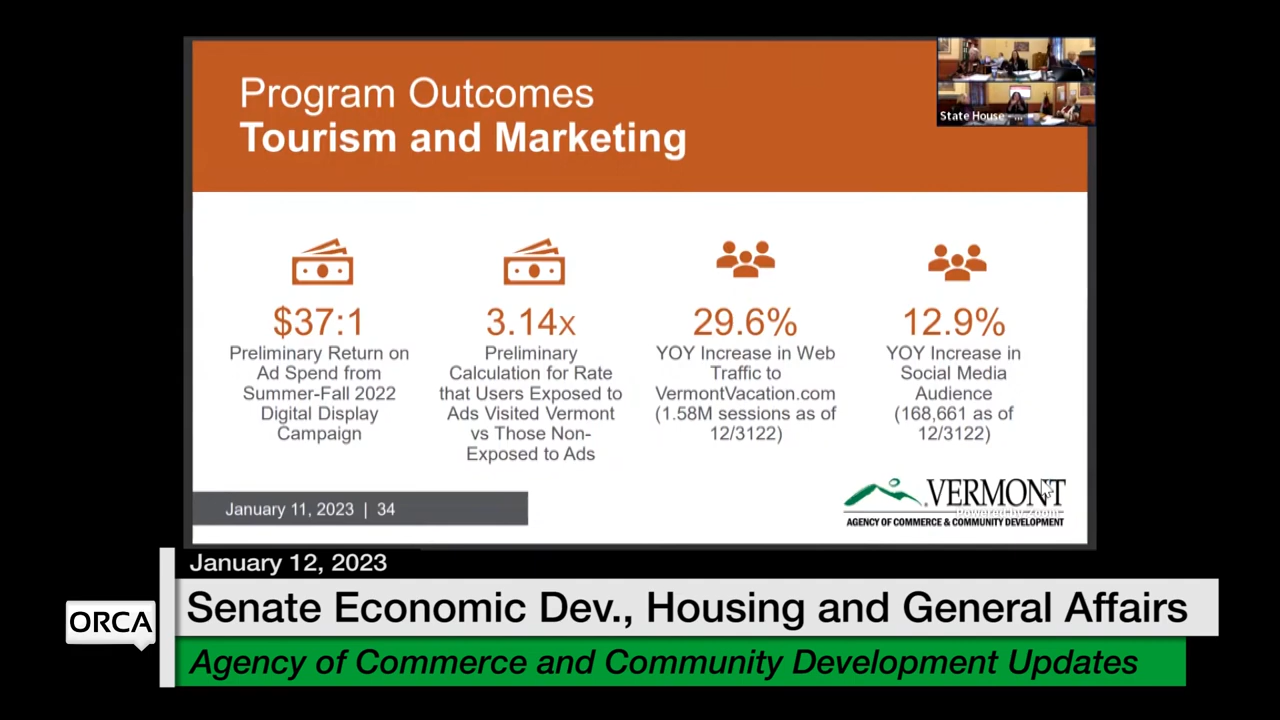 Program Outcomes
Tourism and Marketing
State House - ...
$37:1
Preliminary Return on
Ad Spend from
Summer-Fall 2022
Digital Display
Campaign
3.14x
Preliminary
Calculation for Rate
that Users Exposed to
Ads Visited Vermont
vs Those Non-
Exposed to Ads
29.6%
YOY Increase in Web
Traffic to
VermontVacation.com
(1.58M sessions as of
12/3122)
12.9%
YOY Increase in
Social Media
Audience
(168,661 as of
12/3122)
January 11, 2023 | 34
VERMONT
Powered by Zoom
AGENCY OF COMMERCE & COMMUNITY DEVELOPMENT
January 12, 2023
ORCA
Senate Economic Dev., Housing and General Affairs
Agency of Commerce and Community Development Updates